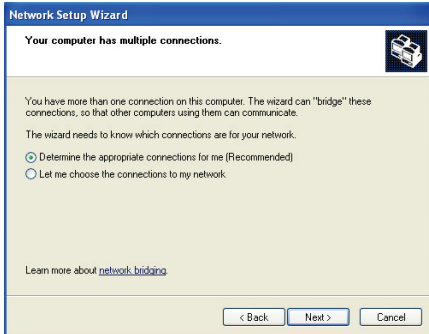 Network Setup Wizard
Your computer has multiple connections.
You have more than one connection on this computer. The wizard can "bridge" these
connections, so that other computers using them can communicate.
The wizard needs to know which connections are for your network.
Determine the appropriate connections for me (Recommended)
Let me choose the connections to my network
Learn more about network bridging.
< Back Next > Cancel